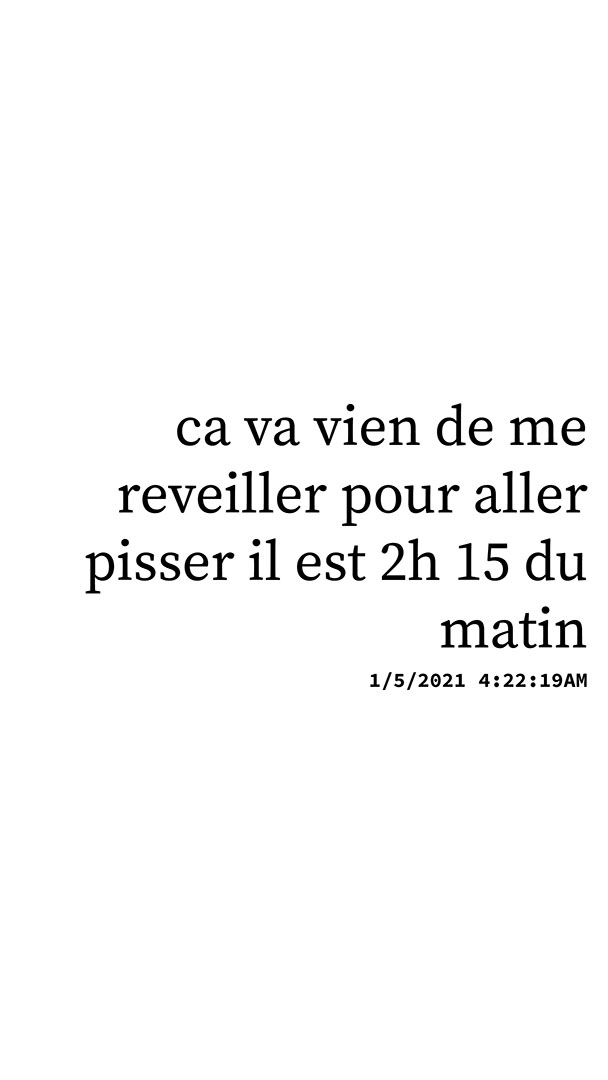 ca va vien de me
reveiller pour aller
pisser il est 2h 15 du
matin
1/5/2021 4:22:19AM